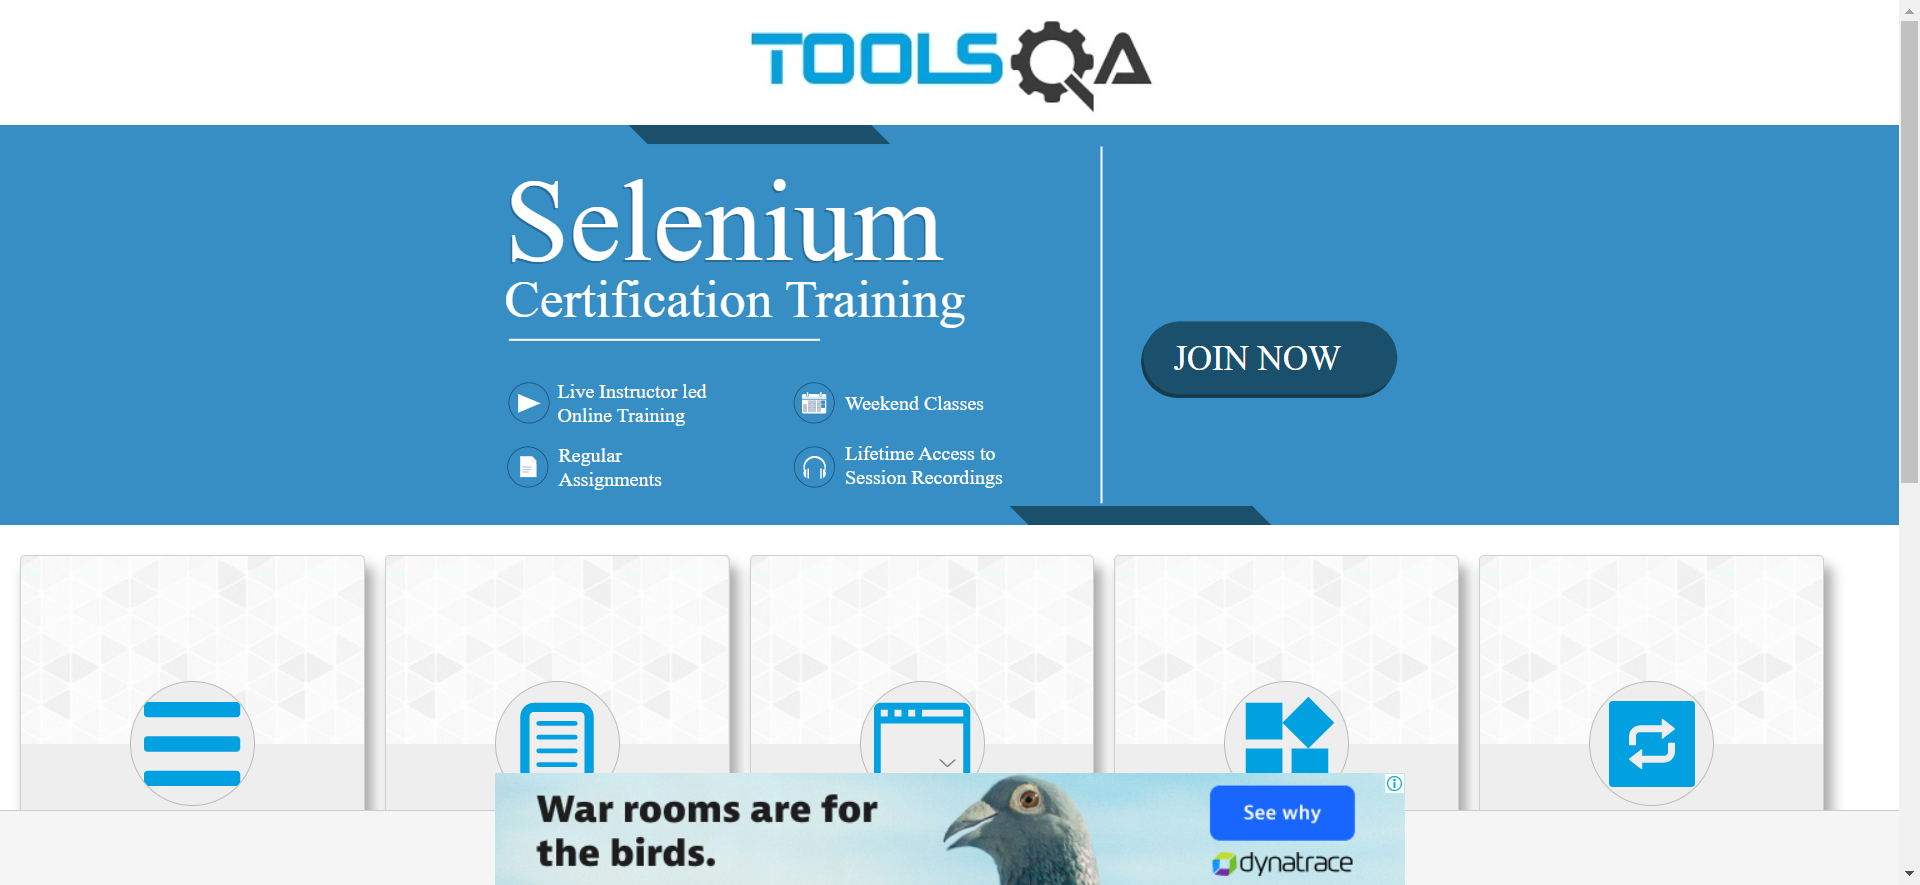 TOOLSQA
Selenium
Certification Training
Live Instructor led
Online Training
Weekend Classes
Regular
Assignments
Lifetime Access to
Session Recordings
JOIN NOW
War rooms are for
the birds.
See why
dynatrace